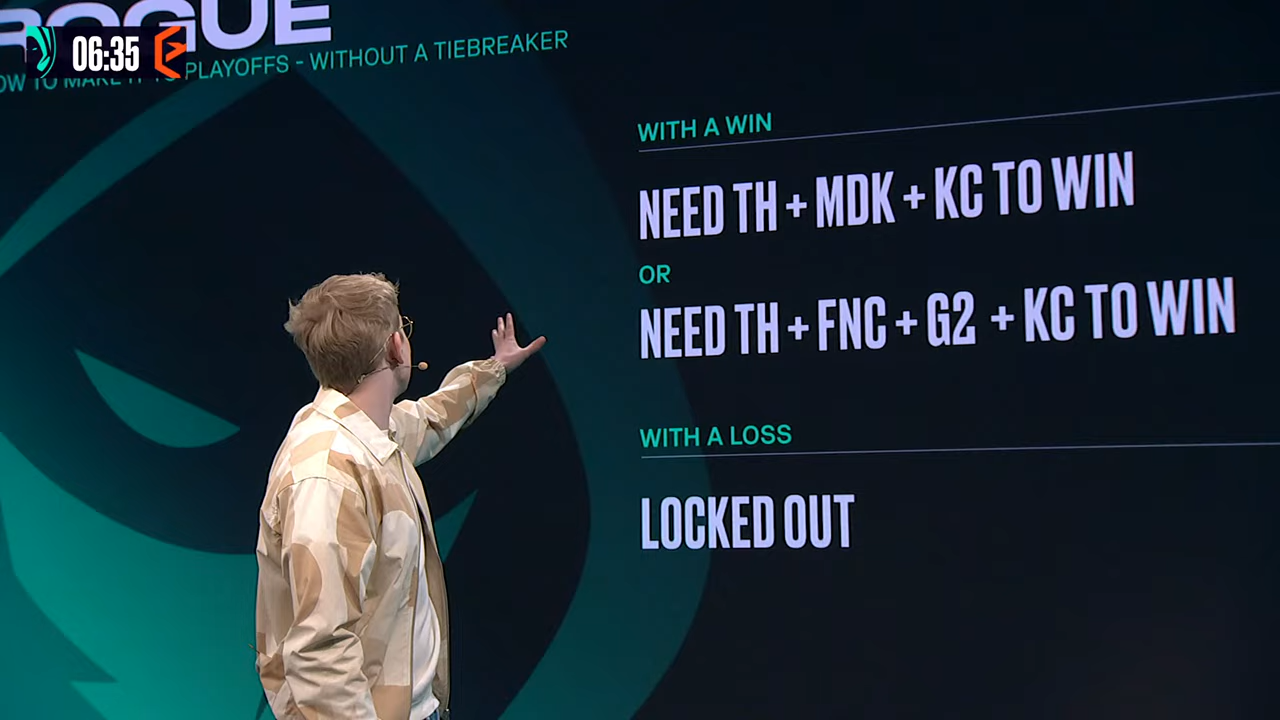 ROGUE
06:35
OW TO MAKE IT TO PLAYOFFS - WITHOUT A TIEBREAKER
WITH A WIN
NEED TH + MDK + KC TO WIN
OR
NEED TH + FNC + G2 + KC TO WIN
WITH A LOSS
LOCKED OUT